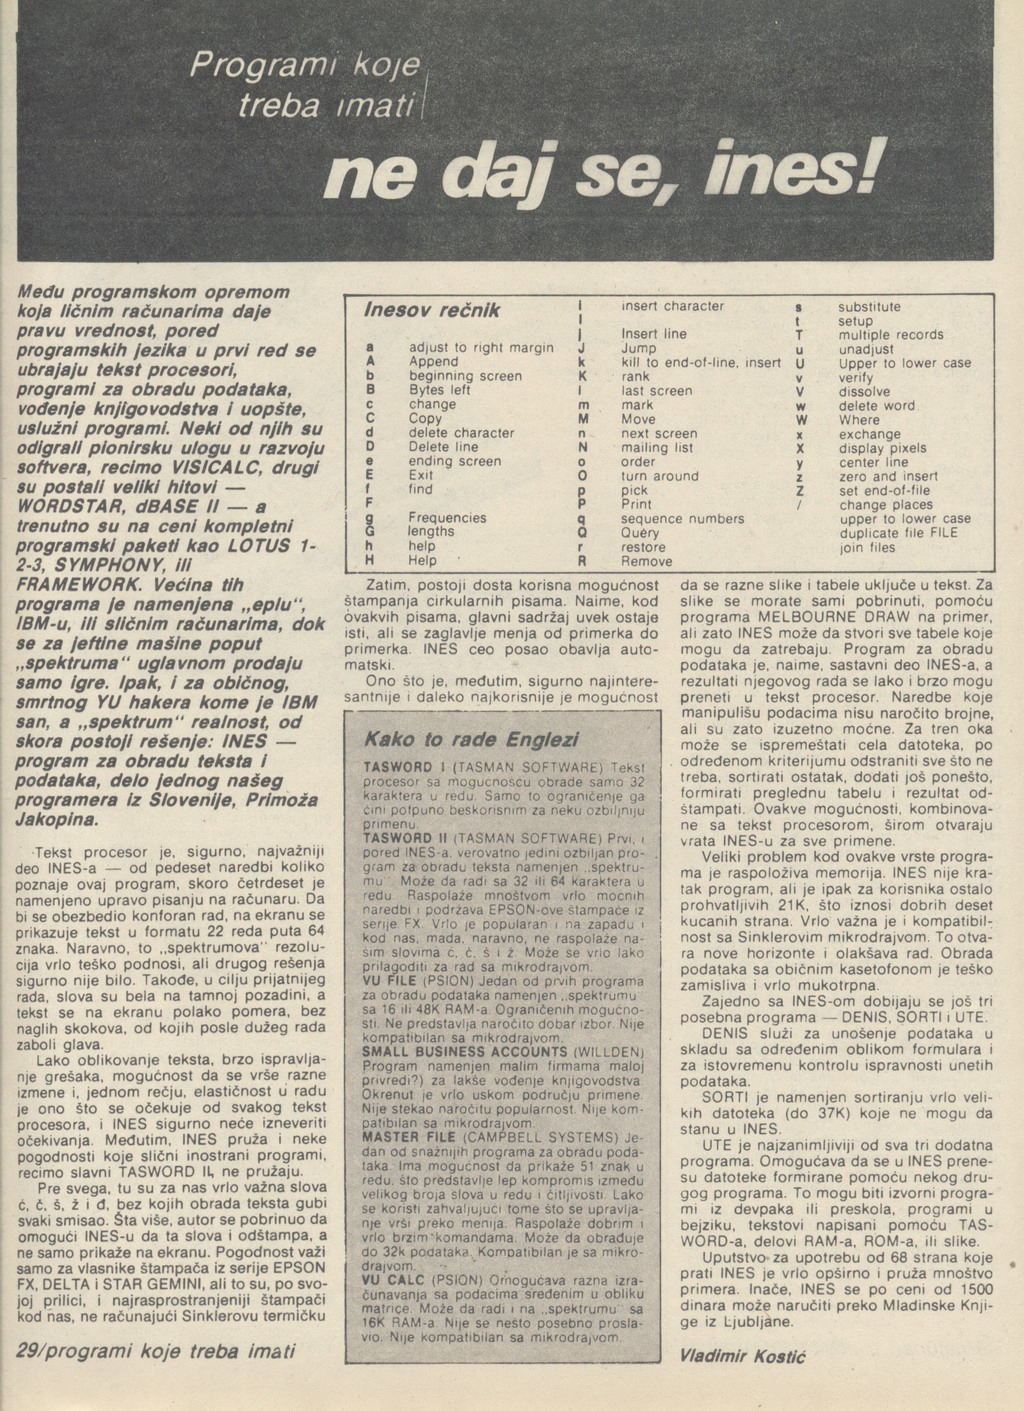 Programi koje
treba imati
ne daj se, ines!
Među programskom opremom
koja ličnim računarima daje
pravu vrednost, pored
programskih jezika u prvi red se
ubrajaju tekst procesori,
programi za obradu podataka,
vođenje knjigovodstva i uopšte,
uslužni programi. Neki od njih su
odigrali pionirsku ulogu u razvoju
softvera, recimo VISICALC, drugi
su postali veliki hitovi —
WORDSTAR, dBASE II — a
trenutno su na ceni kompletni
programski paketi kao LOTUS 1-
2-3, SYMPHONY, ili
FRAMEWORK. Većina tih
programa je namenjena „eplu“,
IBM-u, ili sličnim računarima, dok
se za jeftine mašine poput
„spektruma“ uglavnom prodaju
samo igre. Ipak, i za običnog,
smrtnog YU hakera kome je IBM
san, a „spektrum“ realnost, od
skora postoji rešenje: INES —
program za obradu teksta i
podataka, delo jednog našeg
programera iz Slovenije, Primoža
Jakopina.
Tekst procesor je, sigurno, najvažniji
deo INES-a — od pedeset naredbi koliko
poznaje ovaj program, skoro četrdeset je
namenjeno upravo pisanju na računaru. Da
bi se obezbedio konforan rad, na ekranu se
prikazuje tekst u formatu 22 reda puta 64
znaka. Naravno, to „spektrumova“ rezolu-
cija vrlo teško podnosi, ali drugog rešenja
sigurno nije bilo. Takođe, u cilju prijatnijeg
rada, slova su bela na tamnoj pozadini, a
tekst se na ekranu polako pomera, bez
naglih skokova, od kojih posle dužeg rada
zaboli glava.
Lako oblikovanje teksta, brzo ispravlja-
nje grešaka, mogućnost da se vrše razne
izmene i, jednom rečju, elastičnost u radu
je ono što se očekuje od svakog tekst
procesora, i INES sigurno neće izneveriti
očekivanja. Međutim, INES pruža i neke
pogodnosti koje slični inostrani programi,
recimo slavni TASWORD II, ne pružaju.
Pre svega, tu su za nas vrlo važna slova
ć, č, š, ž i đ, bez kojih obrada teksta gubi
svaki smisao. Šta više, autor se pobrinuo da
omogući INES-u da ta slova i odštampa, a
ne samo prikaže na ekranu. Pogodnost važi
samo za vlasnike štampača iz serije EPSON
FX, DELTA i STAR GEMINI, ali to su, po svo-
joj prilici, i najrasprostranjeniji štampači
kod nas, ne računajući Sinklerovu termičku
29/programi koje treba imati
Inesov rečnik
a adjust to right margin
A Append
b beginning screen
B Bytes left
c change
C Copy
d delete character
D Delete line
e ending screen
E Exit
f find
F
g Frequencies
G lengths
h help
H Help
I insert character
I
j Insert line
J Jump
k kill to end-of-line, insert
K rank
l last screen
m mark
M Move
n next screen
N mailing list
o order
O turn around
p pick
P Print
q sequence numbers
Q Query
r restore
R Remove
s substitute
t setup
T multiple records
u unadjust
U Upper to lower case
v verify
V dissolve
w delete word
W Where
x exchange
X display pixels
y center line
z zero and insert
Z set end-of-file
/ change places
upper to lower case
duplicate file FILE
join files
Zatim, postoji dosta korisna mogućnost
štampanja cirkularnih pisama. Naime, kod
ovakvih pisama, glavni sadržaj uvek ostaje
isti, ali se zaglavlje menja od primerka do
primerka. INES ceo posao obavlja auto-
matski.
Ono što je, međutim, sigurno najintere-
santnije i daleko najkorisnije je mogućnost
Kako to rade Englezi
TASWORD I (TASMAN SOFTWARE) Tekst
procesor sa mogućnošću obrade samo 32
karaktera u redu. Samo to ograničenje ga
čini potpuno beskorisnim za neku ozbiljniju
primenu.
TASWORD II (TASMAN SOFTWARE) Prvi, i
pored INES-a, verovatno jedini ozbiljan pro-
gram za obradu teksta namenjen „spektru-
mu“. Može da radi sa 32 ili 64 karaktera u
redu. Raspolaže mnoštvom vrlo moćnih
naredbi i podržava EPSON-ove štampače iz
serije FX. Vrlo je popularan i na zapadu i
kod nas, mada, naravno, ne raspolaže na-
šim slovima č, ć, š i ž. Može se vrlo lako
prilagoditi za rad sa mikrodrajvom.
VU FILE (PSION) Jedan od prvih programa
za obradu podataka namenjen „spektrumu“
sa 16 ili 48K RAM-a. Ograničenih mogućno-
sti. Ne predstavlja naročito dobar izbor. Nije
kompatibilan sa mikrodrajvom.
SMALL BUSINESS ACCOUNTS (WILLDEN)
Program namenjen malim firmama maloj
privredi?) za lakše vođenje knjigovodstva.
Okrenut je vrlo uskom području primene.
Nije stekao naročitu popularnost. Nije kom-
patibilan sa mikrodrajvom.
MASTER FILE (CAMPBELL SYSTEMS) Je-
dan od snažnijih programa za obradu poda-
taka. Ima mogućnost da prikaže 51 znak u
redu, što predstavlje lep kompromis između
velikog broja slova u redu i čitljivosti. Lako
se koristi zahvaljujući tome što se upravlja-
nje vrši preko menija. Raspolaže dobrim i
vrlo brzim komandama. Može da obrađuje
do 32k podataka. Kompatibilan je sa mikro-
drajvom.
VU CALC (PSION) Omogućava razna izra-
čunavanja sa podacima sređenim u obliku
matrice. Može da radi i na „spektrumu“ sa
16K RAM-a. Nije se nešto posebno prosla-
vio. Nije kompatibilan sa mikrodrajvom.
da se razne slike i tabele uključe u tekst. Za
slike se morate sami pobrinuti, pomoću
programa MELBOURNE DRAW na primer,
ali zato INES može da stvori sve tabele koje
mogu da zatrebaju. Program za obradu
podataka je, naime, sastavni deo INES-a, a
rezultati njegovog rada se lako i brzo mogu
preneti u tekst procesor. Naredbe koje
manipulišu podacima nisu naročito brojne,
ali su zato izuzetno moćne. Za tren oka
može se ispremeštati cela datoteka, po
određenom kriterijumu odstraniti sve što ne
treba, sortirati ostatak, dodati još ponešto,
formirati preglednu tabelu i rezultat od-
štampati. Ovakve mogućnosti, kombinova-
ne sa tekst procesorom, širom otvaraju
vrata INES-u za sve primene.
Veliki problem kod ovakve vrste progra-
ma je raspoloživa memorija. INES nije kra-
tak program, ali je ipak za korisnika ostalo
prohvatljivih 21K, što iznosi dobrih deset
kucanih strana. Vrlo važna je i kompatibil-
nost sa Sinklerovim mikrodrajvom. To otva-
ra nove horizonte i olakšava rad. Obrada
podataka sa običnim kasetofonom je teško
zamisliva i vrlo mukotrpna.
Zajedno sa INES-om dobijaju se još tri
posebna programa — DENIS, SORTI i UTE.
DENIS služi za unošenje podataka u
skladu sa određenim oblikom formulara i
za istovremenu kontrolu ispravnosti unetih
podataka.
SORTI je namenjen sortiranju vrlo veli-
kih datoteka (do 37K) koje ne mogu da
stanu u INES.
UTE je najzanimljiviji od sva tri dodatna
programa. Omogućava da se u INES prene-
su datoteke formirane pomoću nekog dru-
gog programa. To mogu biti izvorni progra-
mi iz devpaka ili preskola, programi u
bejziku, tekstovi napisani pomoću TAS-
WORD-a, delovi RAM-a, ROM-a, ili slike.
Uputstvo za upotrebu od 68 strana koje
prati INES je vrlo opširno i pruža mnoštvo
primera. Inače, INES se po ceni od 1500
dinara može naručiti preko Mladinske Knji-
ge iz Ljubljane.
Vladimir Kostić